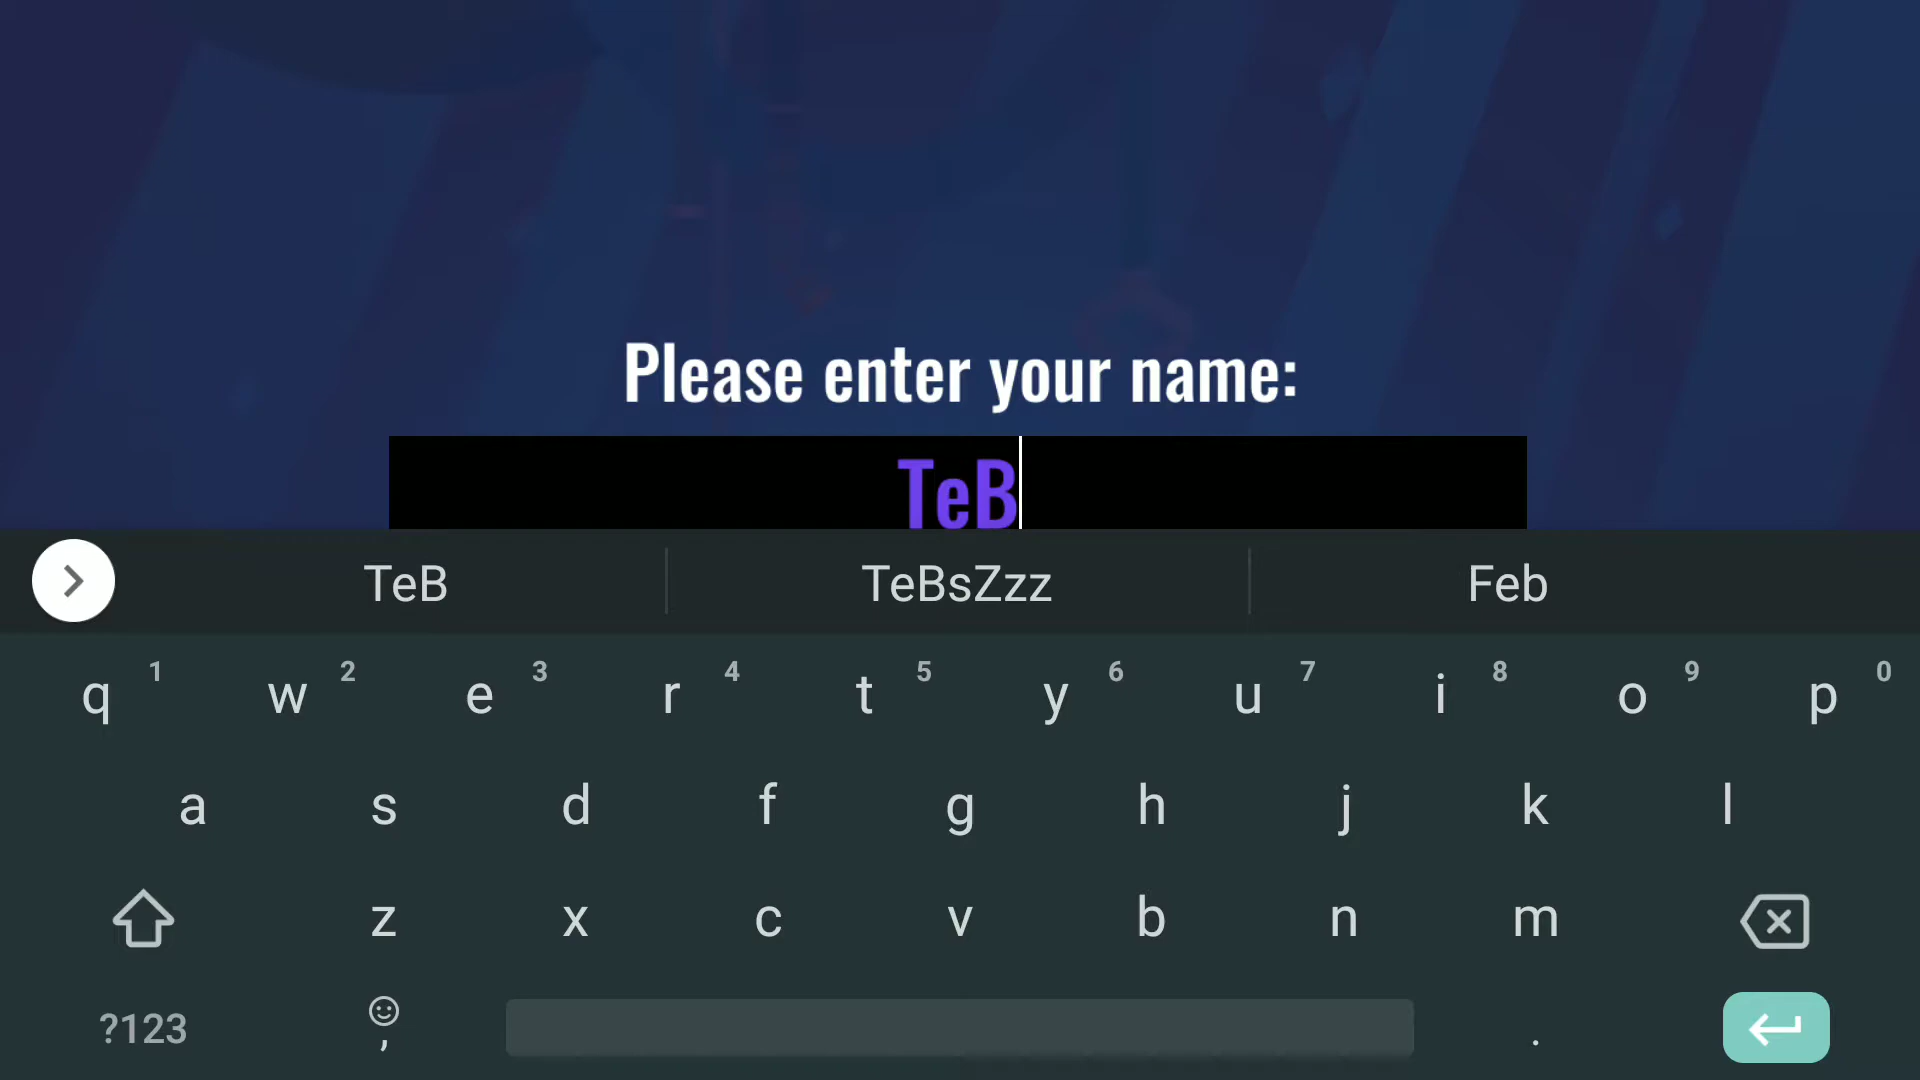 Please enter your name:
TeB
TeB TeBsZzz Feb
q 1 w 2 e 3 r 4 t 5 y 6 u 7 i 8 o 9 p 0
a s d f g h j k l
z x c v b n m
?123 , .